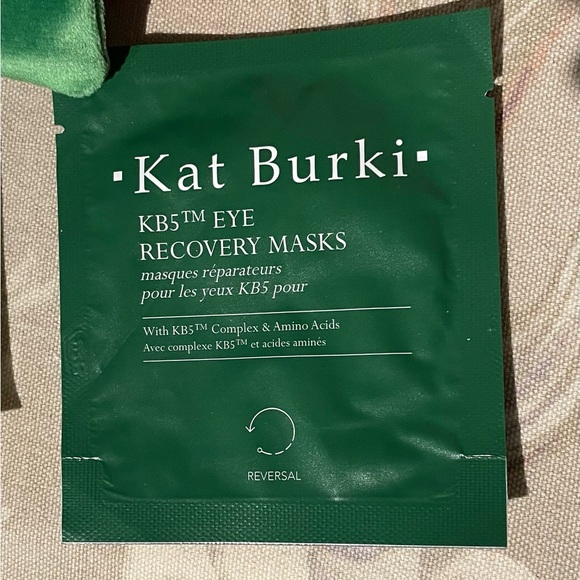 ·Kat Burki·
KB5™ EYE
RECOVERY MASKS
masques réparateurs
pour les yeux KB5 pour
With KB5™ Complex & Amino Acids
Avec complexe KB5™ et acides aminés
REVERSAL